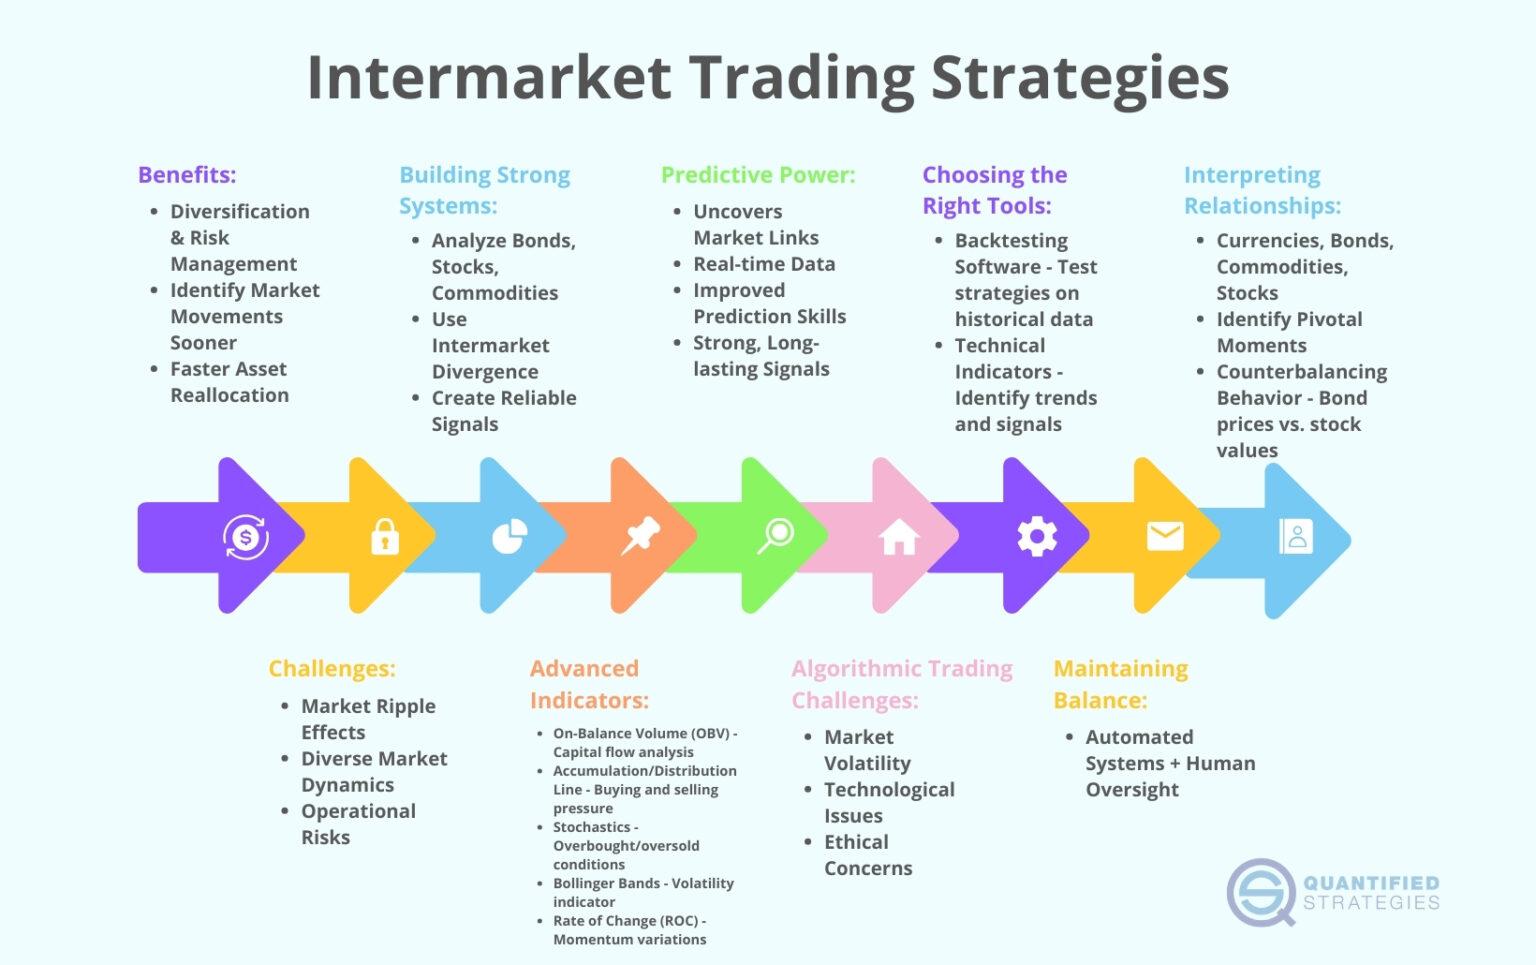 Intermarket Trading Strategies
Benefits:
• Diversification
& Risk
Management
• Identify Market
Movements
Sooner
• Faster Asset
Reallocation
Building Strong
Systems:
• Analyze Bonds,
Stocks,
Commodities
• Use
Intermarket
Divergence
• Create Reliable
Signals
Predictive Power:
• Uncovers
Market Links
• Real-time Data
• Improved
Prediction Skills
• Strong, Long-
lasting Signals
Choosing the
Right Tools:
• Backtesting
Software - Test
strategies on
historical data
• Technical
Indicators -
Identify trends
and signals
Interpreting
Relationships:
• Currencies, Bonds,
Commodities,
Stocks
• Identify Pivotal
Moments
• Counterbalancing
Behavior - Bond
prices vs. stock
values
$
Challenges:
• Market Ripple
Effects
• Diverse Market
Dynamics
• Operational
Risks
Advanced
Indicators:
• On-Balance Volume (OBV) -
Capital flow analysis
• Accumulation/Distribution
Line - Buying and selling
pressure
• Stochastics -
Overbought/oversold
conditions
• Bollinger Bands - Volatility
indicator
• Rate of Change (ROC) -
Momentum variations
Algorithmic Trading
Challenges:
• Market
Volatility
• Technological
Issues
• Ethical
Concerns
Maintaining
Balance:
• Automated
Systems + Human
Oversight
QUANTIFIED
STRATEGIES